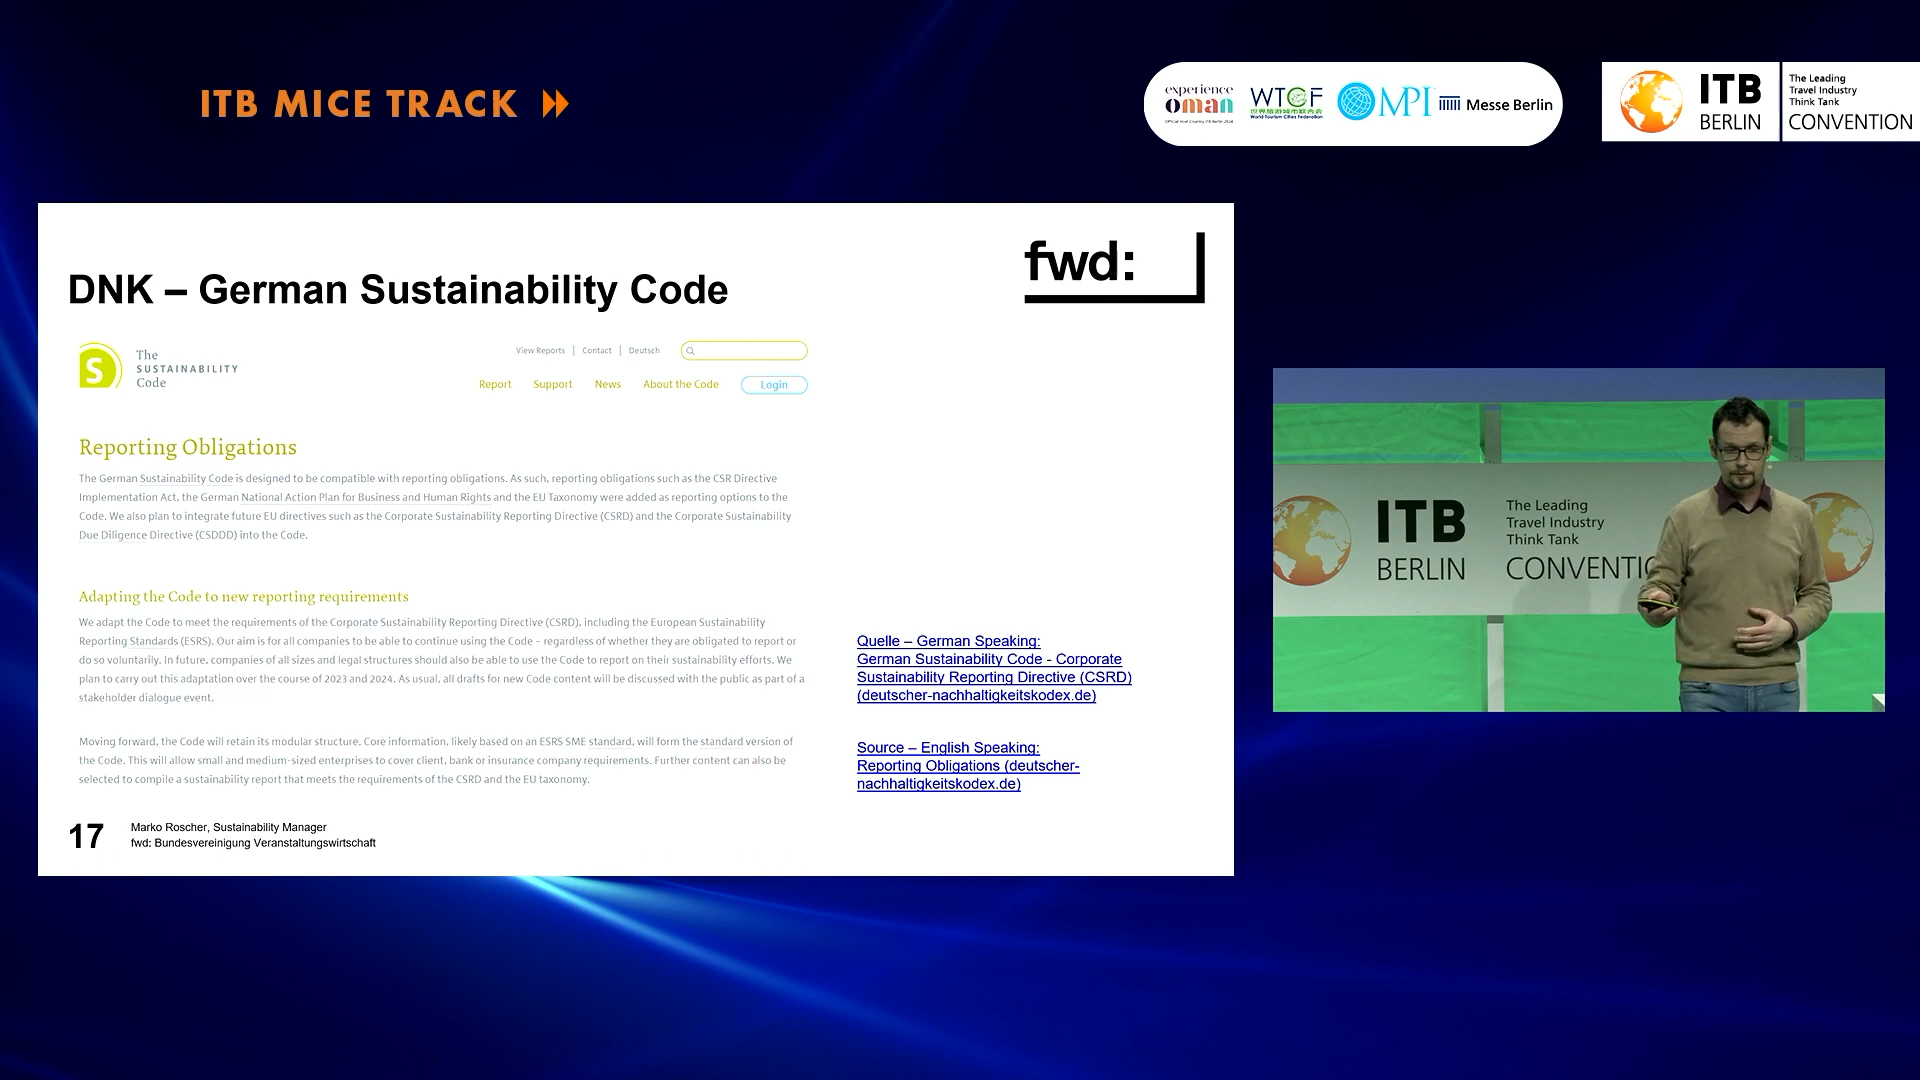 ITB MICE TRACK
experience
oman
WTCF
世界旅游城市联合会
World Tourism Cities Federation
MPI
Messe Berlin
ITB
BERLIN
The Leading
Travel Industry
Think Tank
CONVENTION
fwd:
DNK – German Sustainability Code
S
The
SUSTAINABILITY
Code
View Reports | Contact | Deutsch
Report Support News About the Code Login
Reporting Obligations
The German Sustainability Code is designed to be compatible with reporting obligations. As such, reporting obligations such as the CSR Directive
Implementation Act, the German National Action Plan for Business and Human Rights and the EU Taxonomy were added as reporting options to the
Code. We also plan to integrate future EU directives such as the Corporate Sustainability Reporting Directive (CSRD) and the Corporate Sustainability
Due Diligence Directive (CSDDD) into the Code.
Adapting the Code to new reporting requirements
We adapt the Code to meet the requirements of the Corporate Sustainability Reporting Directive (CSRD), including the European Sustainability
Reporting Standards (ESRS). Our aim is for all companies to be able to continue using the Code – regardless of whether they are obligated to report or
do so voluntarily. In future, companies of all sizes and legal structures should also be able to use the Code to report on their sustainability efforts. We
plan to carry out this adaptation over the course of 2023 and 2024. As usual, all drafts for new Code content will be discussed with the public as part of a
stakeholder dialogue event.
Moving forward, the Code will retain its modular structure. Core information, likely based on an ESRS SME standard, will form the standard version of
the Code. This will allow small and medium-sized enterprises to cover client, bank or insurance company requirements. Further content can also be
selected to compile a sustainability report that meets the requirements of the CSRD and the EU taxonomy.
Quelle – German Speaking:
German Sustainability Code - Corporate
Sustainability Reporting Directive (CSRD)
(deutscher-nachhaltigkeitskodex.de)
Source – English Speaking:
Reporting Obligations (deutscher-
nachhaltigkeitskodex.de)
17
Marko Roscher, Sustainability Manager
fwd: Bundesvereinigung Veranstaltungswirtschaft
ITB
BERLIN
The Leading
Travel Industry
Think Tank
CONVENTIO